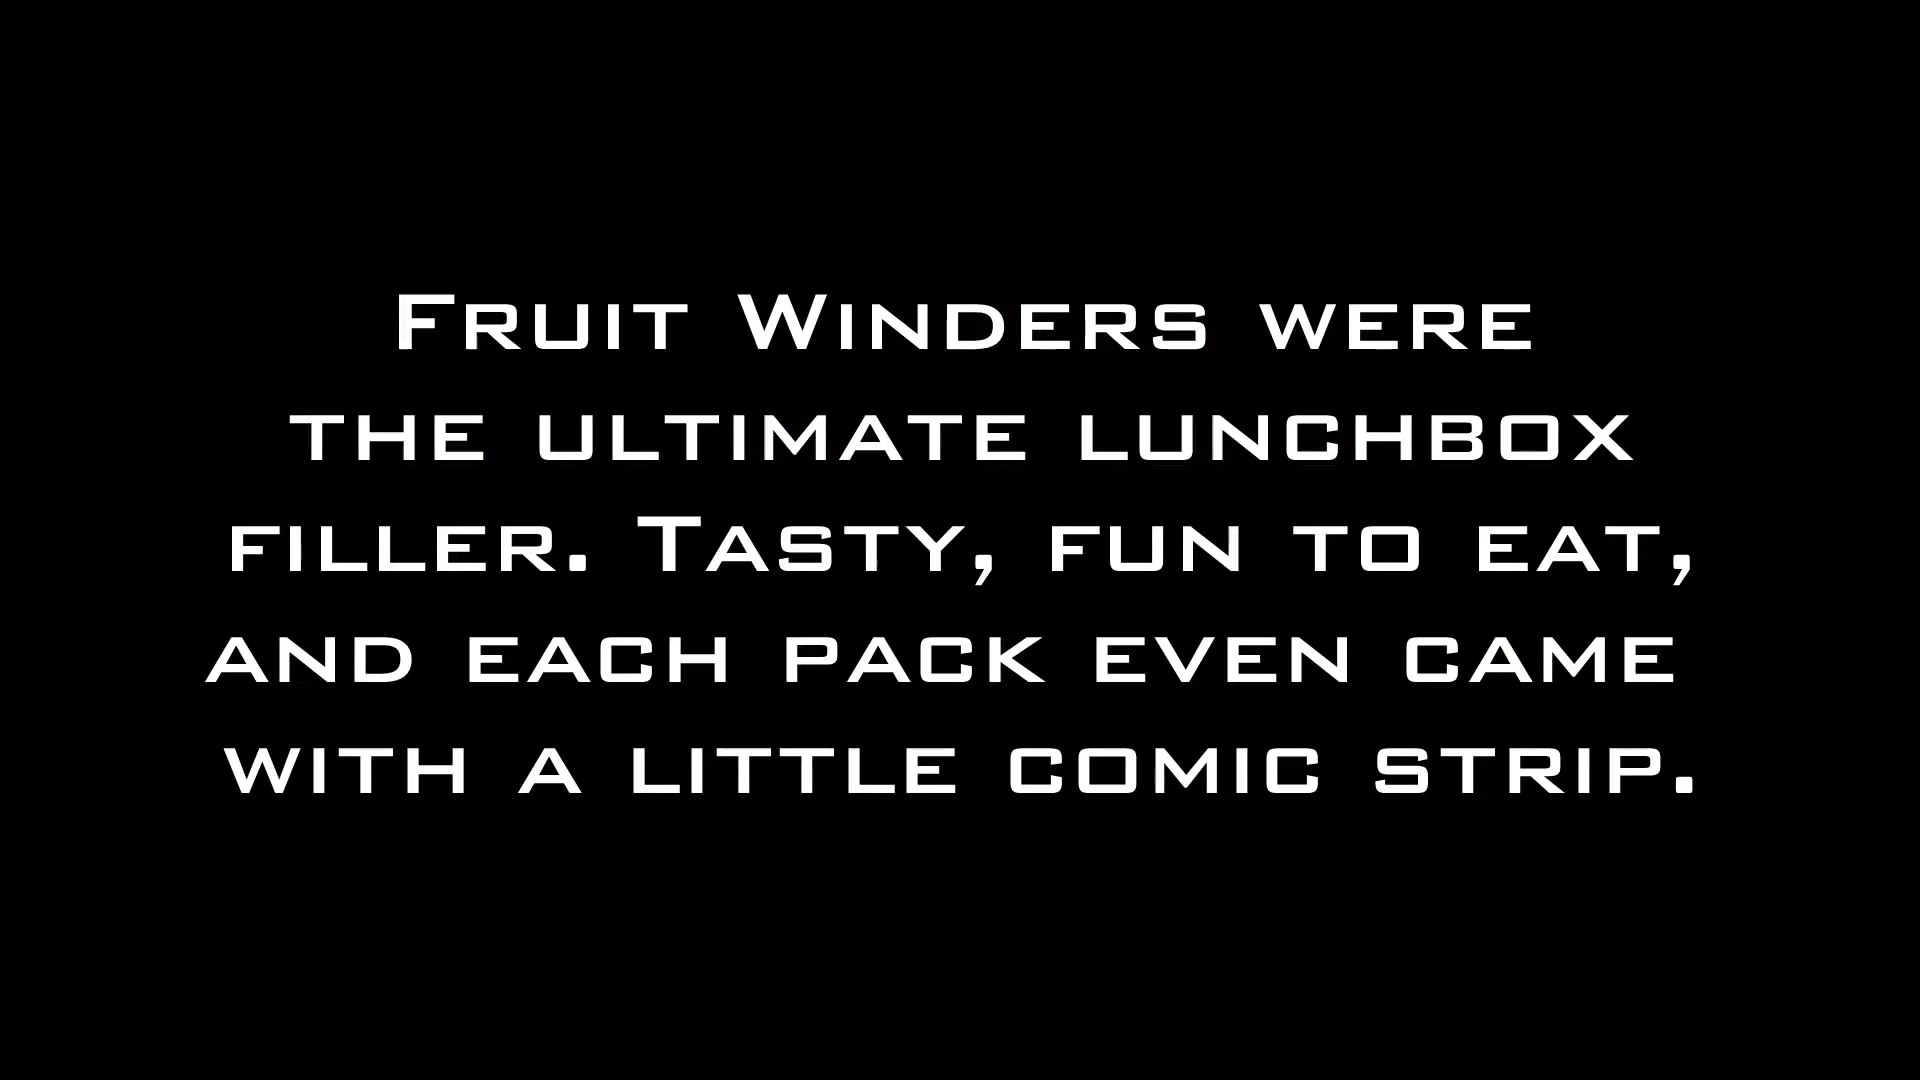 Fruit Winders were
the ultimate lunchbox
filler. Tasty, fun to eat,
and each pack even came
with a little comic strip.